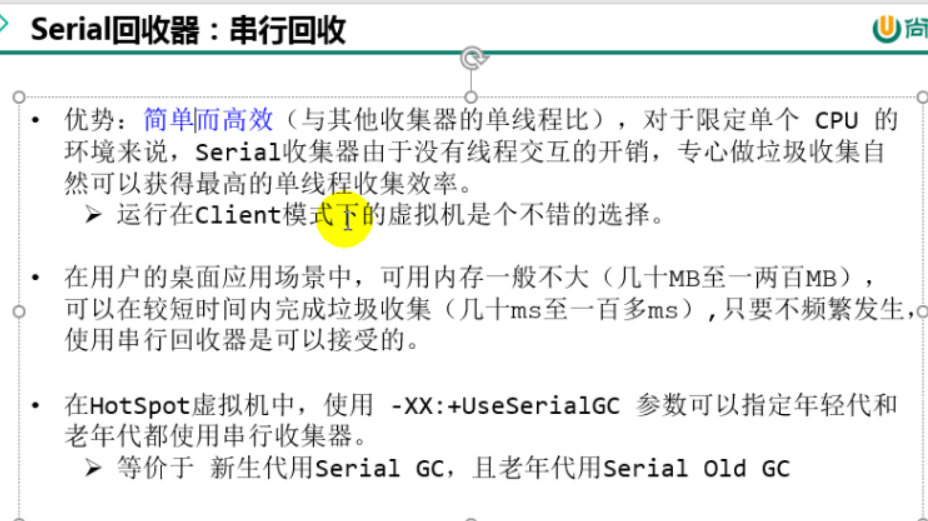 Serial回收器：串行回收
尚
• 优势：简单而高效（与其他收集器的单线程比），对于限定单个 CPU 的
环境来说，Serial收集器由于没有线程交互的开销，专心做垃圾收集自
然可以获得最高的单线程收集效率。
➢ 运行在Client模式下的虚拟机是个不错的选择。
• 在用户的桌面应用场景中，可用内存一般不大（几十MB至一两百MB），
可以在较短时间内完成垃圾收集（几十ms至一百多ms）,只要不频繁发生，
使用串行回收器是可以接受的。
• 在HotSpot虚拟机中，使用 -XX:+UseSerialGC 参数可以指定年轻代和
老年代都使用串行收集器。
➢ 等价于 新生代用Serial GC，且老年代用Serial Old GC